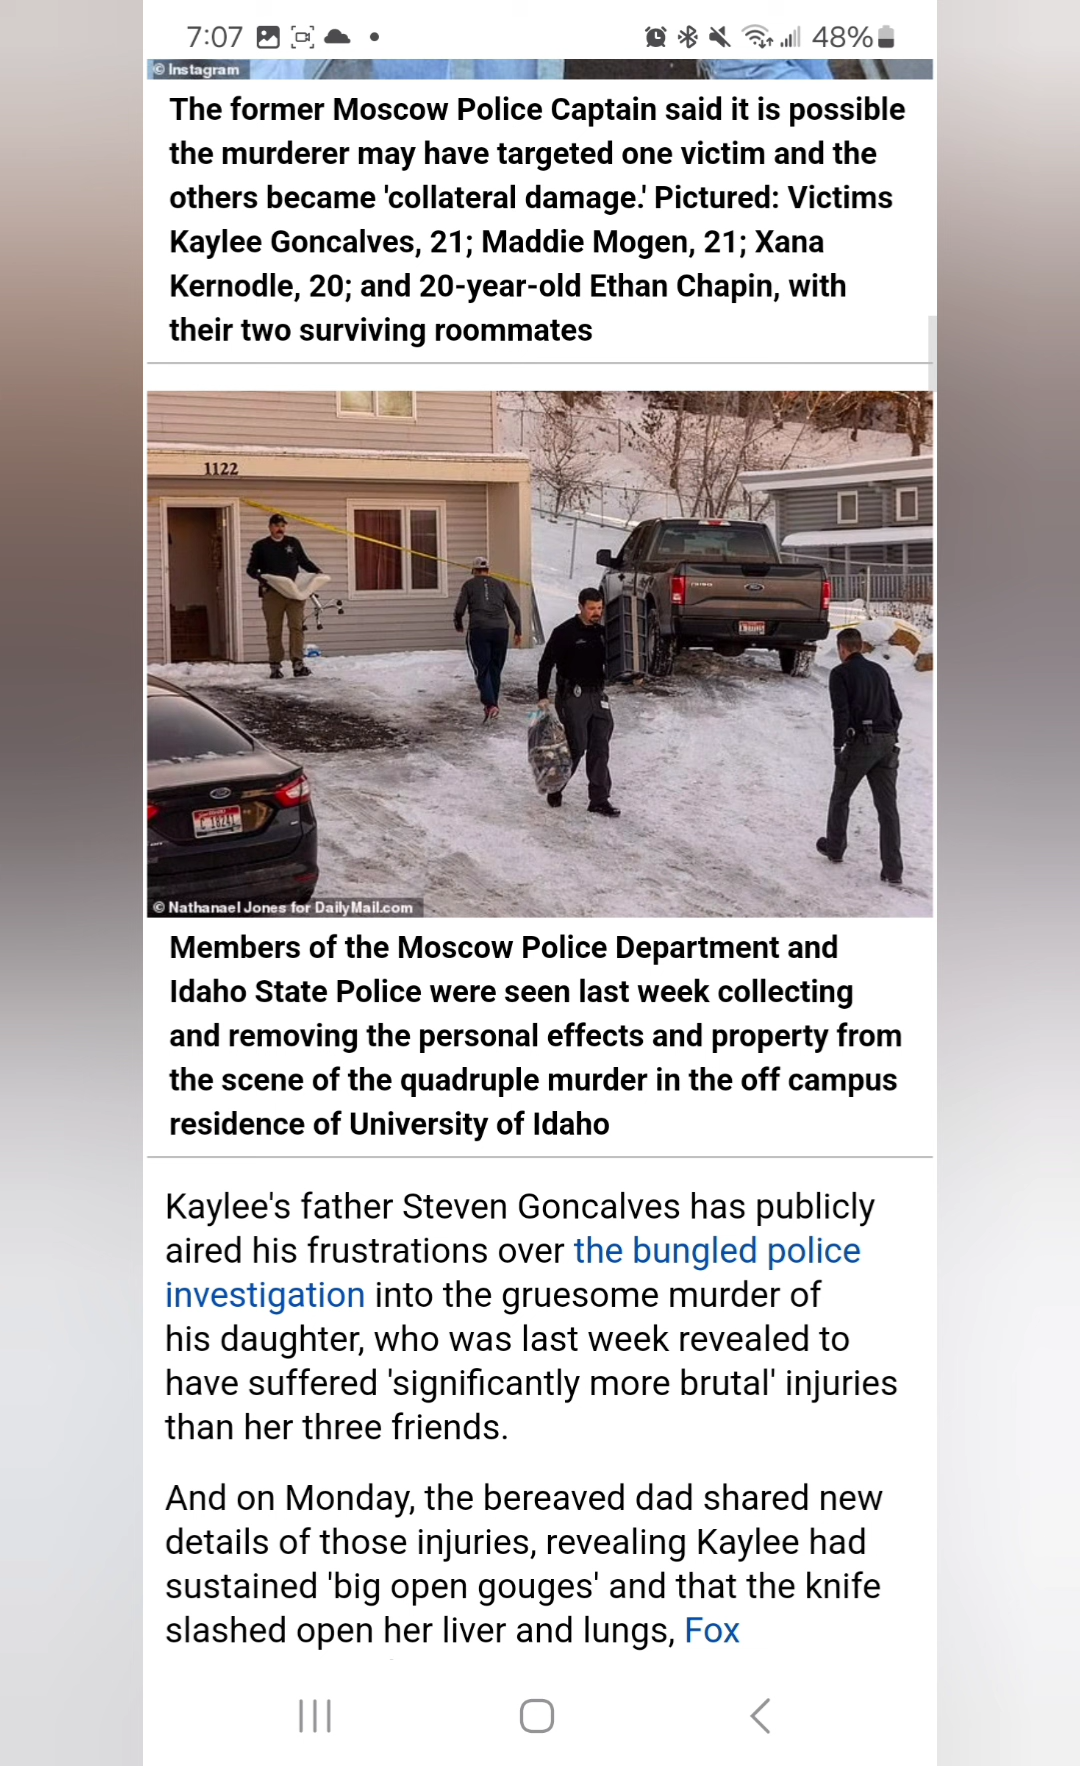 7:07
48%
© Instagram
The former Moscow Police Captain said it is possible
the murderer may have targeted one victim and the
others became 'collateral damage.' Pictured: Victims
Kaylee Goncalves, 21; Maddie Mogen, 21; Xana
Kernodle, 20; and 20-year-old Ethan Chapin, with
their two surviving roommates
1122
Ford
C 18241
© Nathanael Jones for DailyMail.com
Members of the Moscow Police Department and
Idaho State Police were seen last week collecting
and removing the personal effects and property from
the scene of the quadruple murder in the off campus
residence of University of Idaho
Kaylee's father Steven Goncalves has publicly
aired his frustrations over the bungled police
investigation into the gruesome murder of
his daughter, who was last week revealed to
have suffered 'significantly more brutal' injuries
than her three friends.
And on Monday, the bereaved dad shared new
details of those injuries, revealing Kaylee had
sustained 'big open gouges' and that the knife
slashed open her liver and lungs, Fox